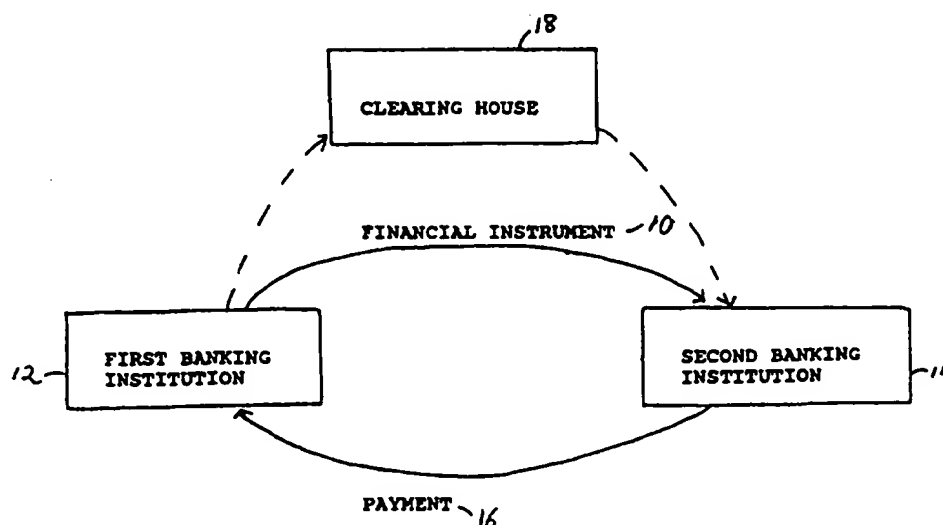 18
CLEARING HOUSE
FINANCIAL INSTRUMENT 10
12
FIRST BANKING
INSTITUTION
SECOND BANKING
INSTITUTION
PAYMENT 16